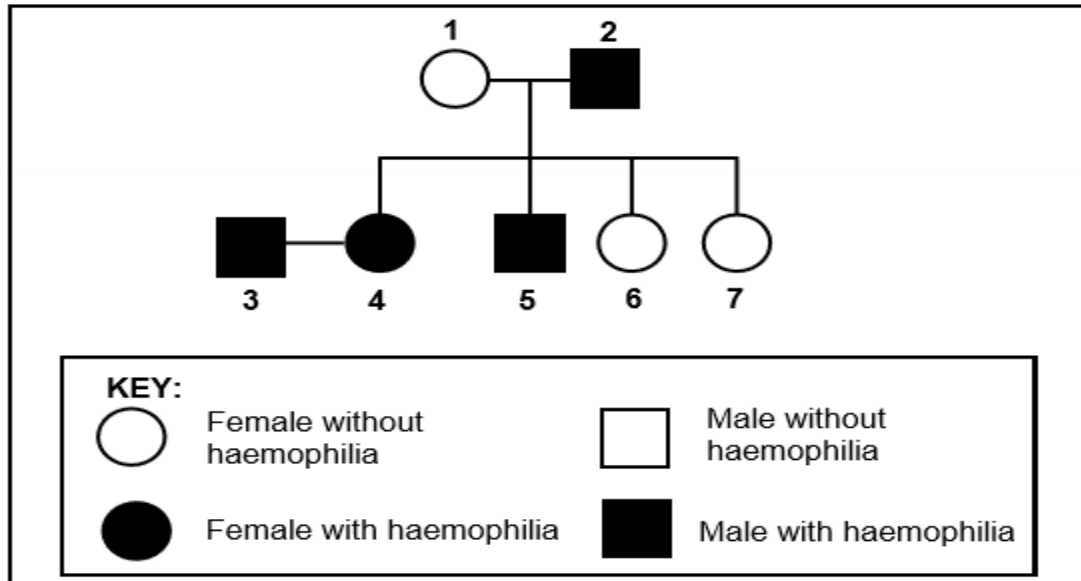 1 2
3 4 5 6 7
KEY:
Female without
haemophilia
Male without
haemophilia
Female with haemophilia
Male with haemophilia